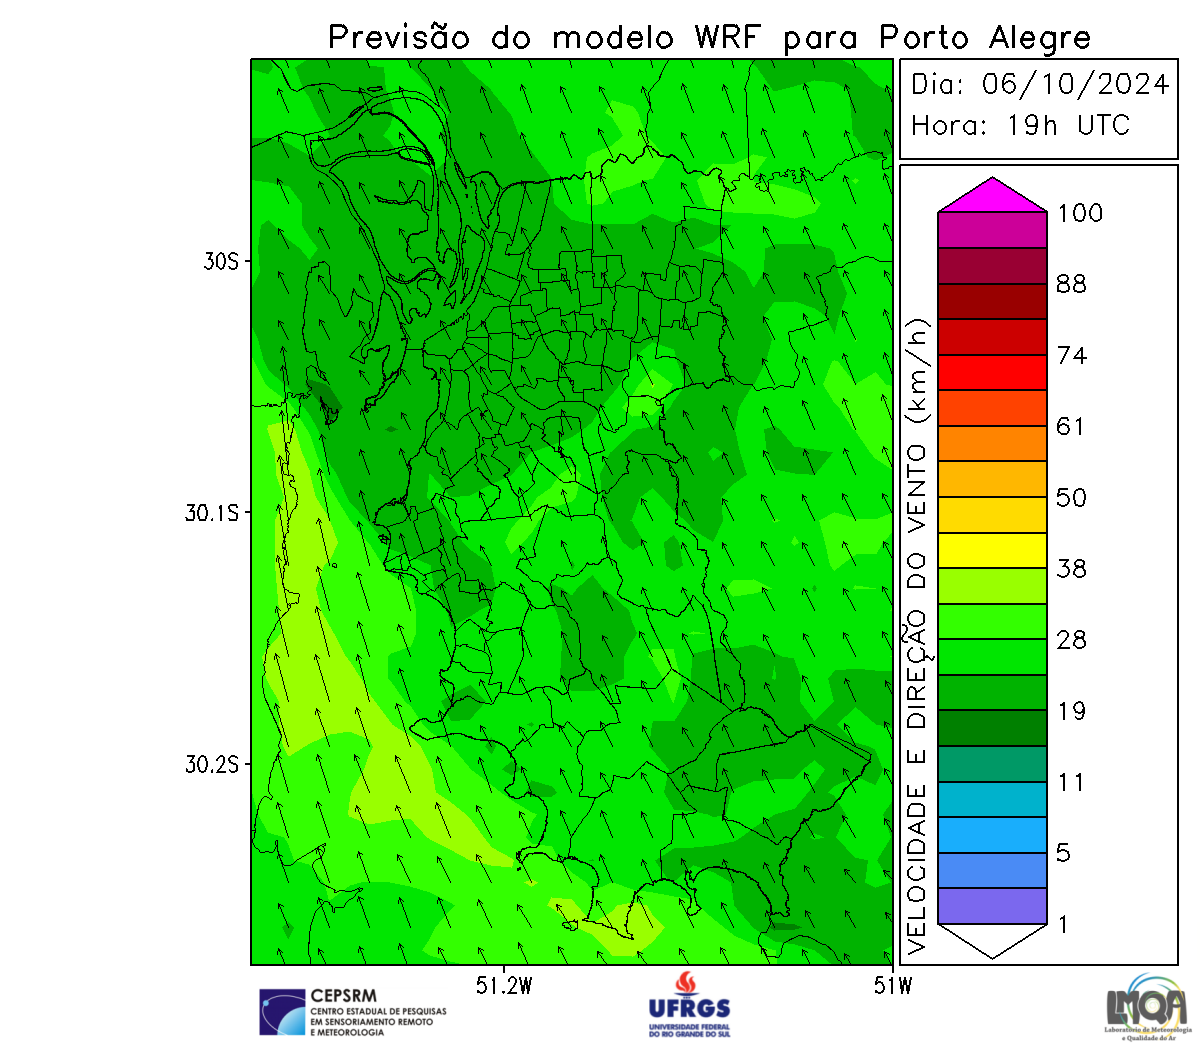 Previsão do modelo WRF para Porto Alegre
Dia: 06/10/2024
Hora: 19h UTC
100
88
74
61
50
38
28
19
11
5
1
VELOCIDADE E DIREÇÃO DO VENTO (km/h)
30S
30.1S
30.2S
51.2W
51W
CEPSRM
CENTRO ESTADUAL DE PESQUISAS
EM SENSORIAMENTO REMOTO
E METEOROLOGIA
UFRGS
UNIVERSIDADE FEDERAL
DO RIO GRANDE DO SUL
LMQA
Laboratório de Meteorologia
e Qualidade do Ar